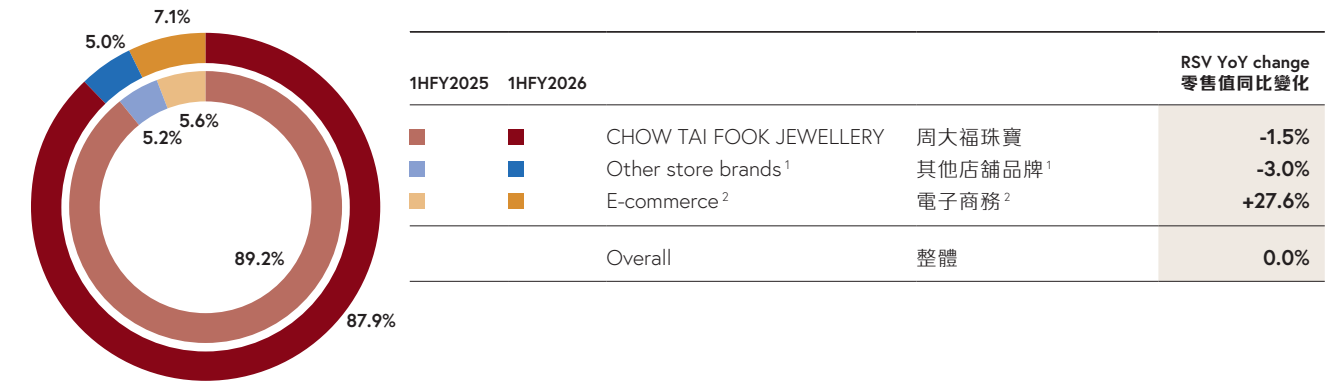 7.1%
5.0%
5.6%
5.2%
89.2%
87.9%
RSV YoY change
1HFY2025 1HFY2026 零售值同比變化
CHOW TAI FOOK JEWELLERY 周大福珠寶 -1.5%
Other store brands 1 其他店舖品牌 1 -3.0%
E-commerce 2 電子商務 2 +27.6%
Overall 整體 0.0%